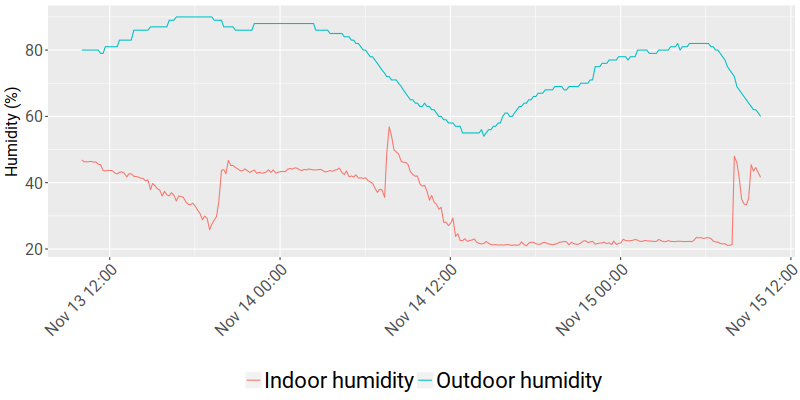 Humidity (%)
80
60
40
20
Nov 13 12:00
Nov 14 00:00
Nov 14 12:00
Nov 15 00:00
Nov 15 12:00
Indoor humidity
Outdoor humidity